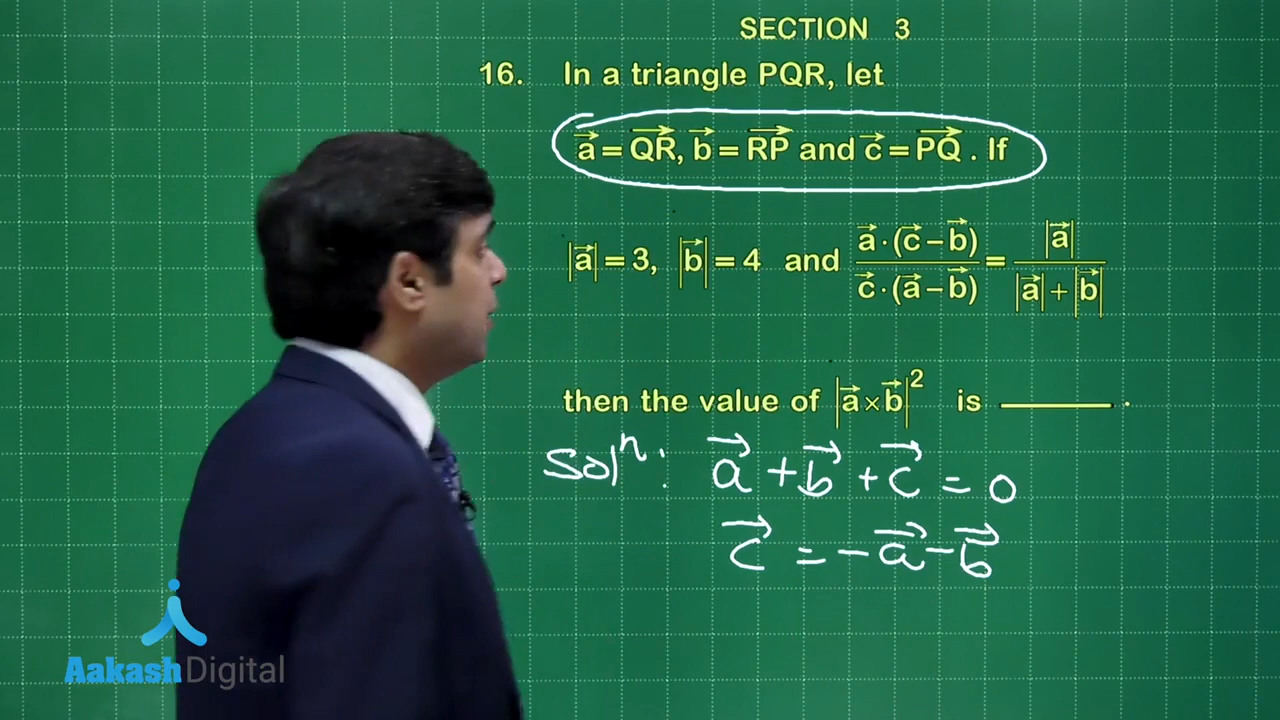 SECTION 3
16. In a triangle PQR, let
a⃗ = QR⃗, b⃗ = RP⃗ and c⃗ = PQ⃗ . If
|a⃗| = 3, |b⃗| = 4 and a⃗·(c⃗ – b⃗) / c⃗·(a⃗ – b⃗) = |a⃗| / |a⃗| + |b⃗|
then the value of |a⃗ × b⃗|² is ______ .
Solⁿ: a⃗ + b⃗ + c⃗ = 0
c⃗ = – a⃗ – b⃗
Aakash Digital